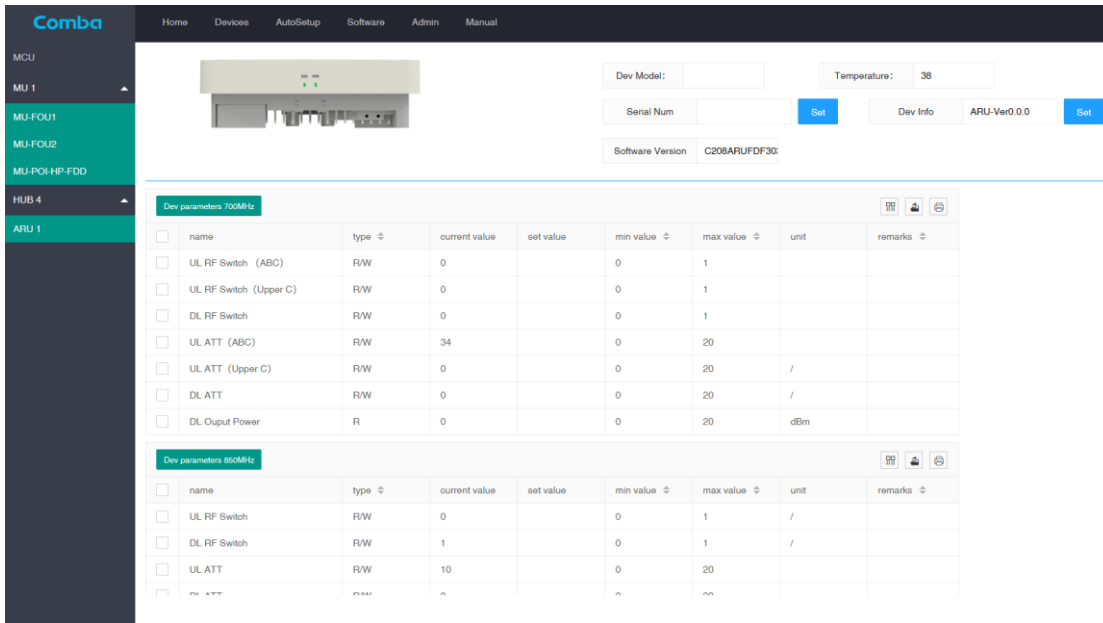 Comba
Home Devices AutoSetup Software Admin Manual
MCU
MU 1
MU-FOU1
MU-FOU2
MU-POI-HP-FDD
HUB 4
ARU 1
Dev Model: Temperature: 38
Serial Num Set Dev Info ARU-Ver0.0.0 Set
Software Version C208ARUFDF30
Dev parameters 700MHz
name type current value set value min value max value unit remarks
UL RF Switch (ABC) R/W 0 0 1
UL RF Switch (Upper C) R/W 0 0 1
DL RF Switch R/W 0 0 1
UL ATT (ABC) R/W 34 0 20
UL ATT (Upper C) R/W 0 0 20 /
DL ATT R/W 0 0 20 /
DL Ouput Power R 0 0 20 dBm
Dev parameters 850MHz
name type current value set value min value max value unit remarks
UL RF Switch R/W 0 0 1 /
DL RF Switch R/W 1 0 1 /
UL ATT R/W 10 0 20
DL ATT R/W 0 0 20